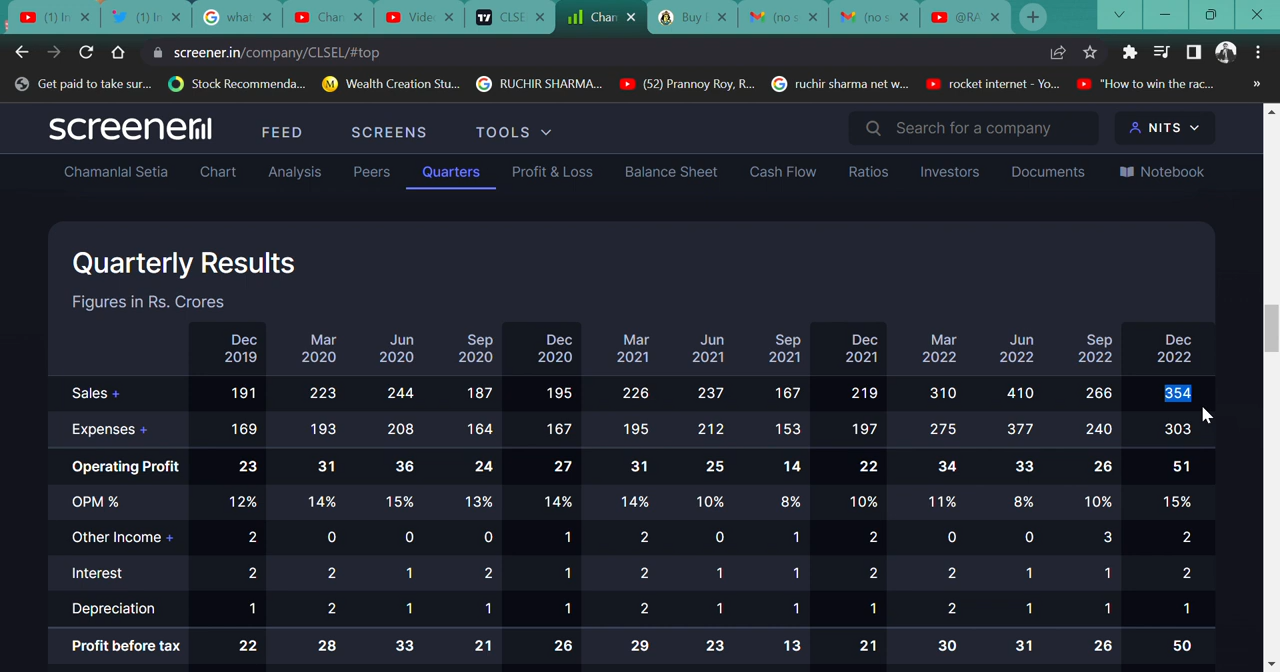 (1) In
(1) In
what
Chan
Vide
CLSE
Chan
Buy
(no s
(no s
@RA
screener.in/company/CLSEL/#top
Get paid to take sur... Stock Recommenda... Wealth Creation Stu... RUCHIR SHARMA... (52) Prannoy Roy, R... ruchir sharma net w... rocket internet - Yo... "How to win the rac... »
screener FEED SCREENS TOOLS Search for a company NITS
Chamanlal Setia Chart Analysis Peers Quarters Profit & Loss Balance Sheet Cash Flow Ratios Investors Documents Notebook
Quarterly Results
Figures in Rs. Crores
Dec Mar Jun Sep Dec Mar Jun Sep Dec Mar Jun Sep Dec
2019 2020 2020 2020 2020 2021 2021 2021 2021 2022 2022 2022 2022
Sales + 191 223 244 187 195 226 237 167 219 310 410 266 354
Expenses + 169 193 208 164 167 195 212 153 197 275 377 240 303
Operating Profit 23 31 36 24 27 31 25 14 22 34 33 26 51
OPM % 12% 14% 15% 13% 14% 14% 10% 8% 10% 11% 8% 10% 15%
Other Income + 2 0 0 0 1 2 0 1 2 0 0 3 2
Interest 2 2 1 2 1 2 1 1 2 2 1 1 2
Depreciation 1 2 1 1 1 2 1 1 1 2 1 1 1
Profit before tax 22 28 33 21 26 29 23 13 21 30 31 26 50